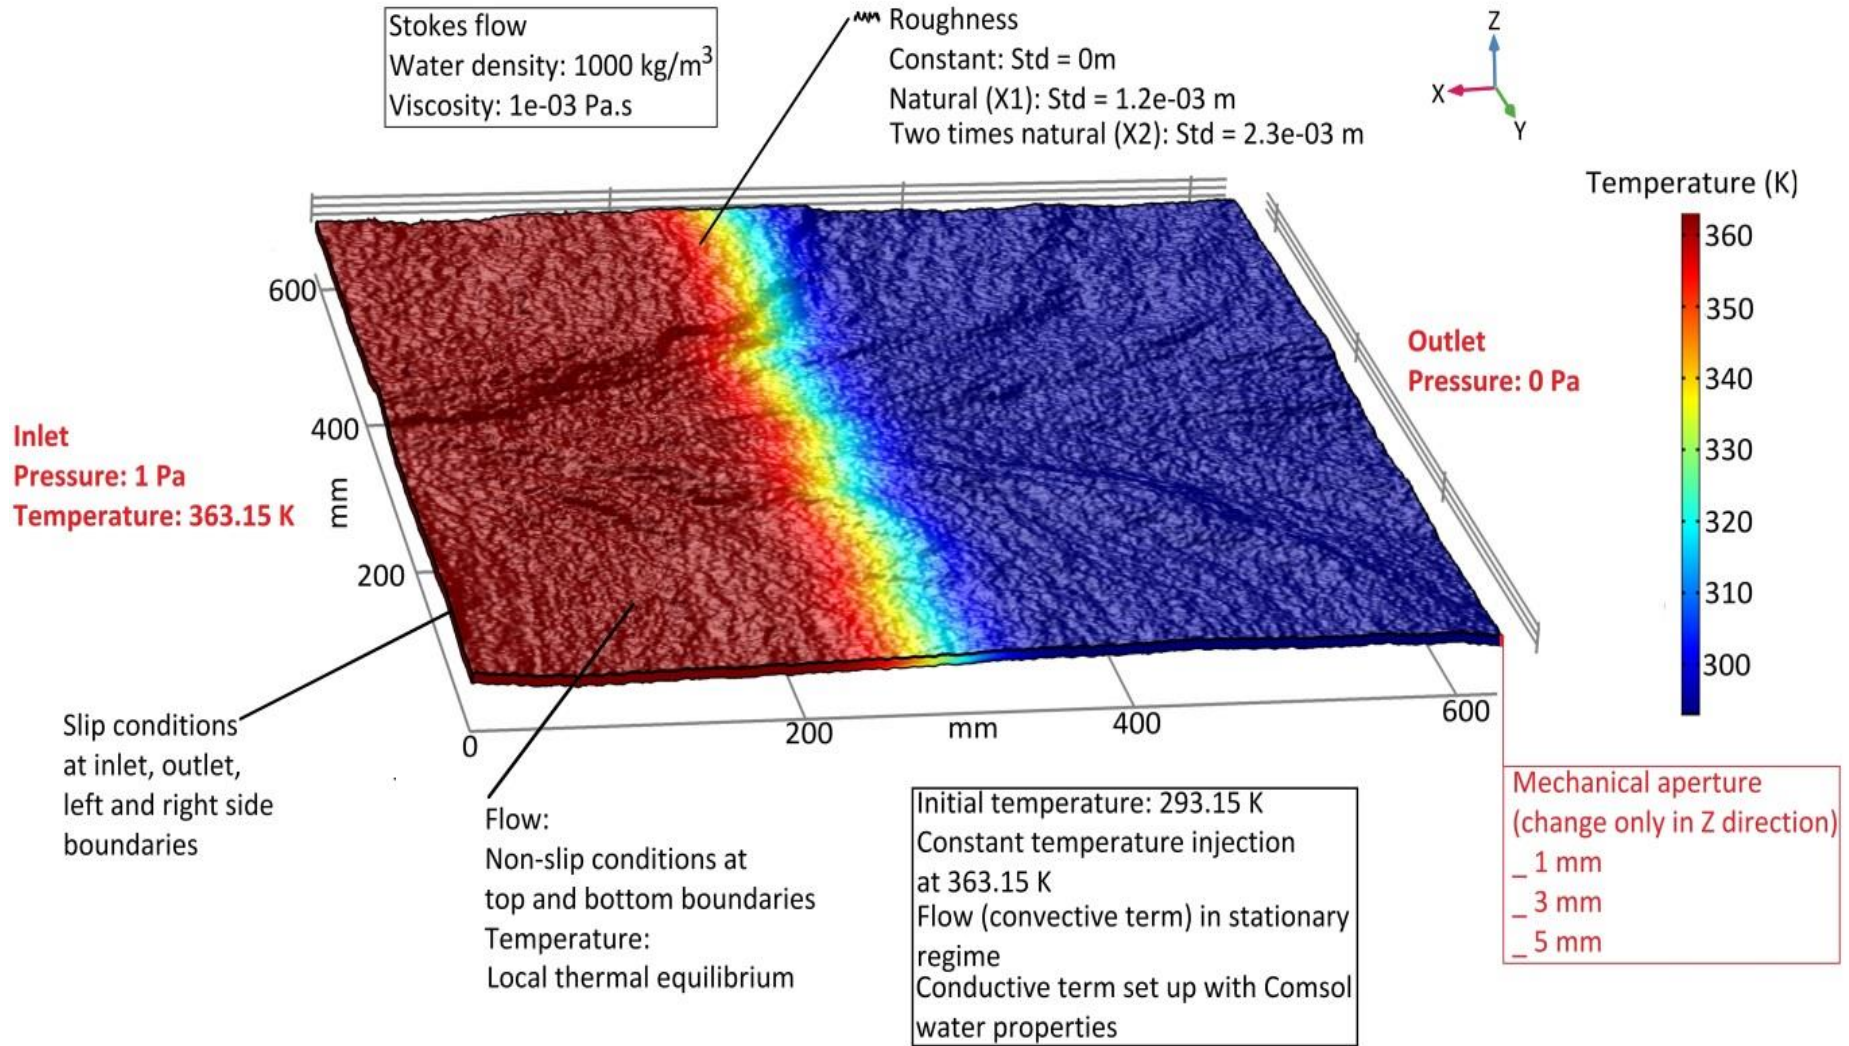 Stokes flow
Water density: 1000 kg/m³
Viscosity: 1e-03 Pa.s
Roughness
Constant: Std = 0m
Natural (X1): Std = 1.2e-03 m
Two times natural (X2): Std = 2.3e-03 m
Z
X
Y
Temperature (K)
360
350
340
330
320
310
300
600
400
200
mm
0
200
mm
400
600
Inlet
Pressure: 1 Pa
Temperature: 363.15 K
Outlet
Pressure: 0 Pa
Slip conditions
at inlet, outlet,
left and right side
boundaries
Flow:
Non-slip conditions at
top and bottom boundaries
Temperature:
Local thermal equilibrium
Initial temperature: 293.15 K
Constant temperature injection
at 363.15 K
Flow (convective term) in stationary
regime
Conductive term set up with Comsol
water properties
Mechanical aperture
(change only in Z direction)
_ 1 mm
_ 3 mm
_ 5 mm